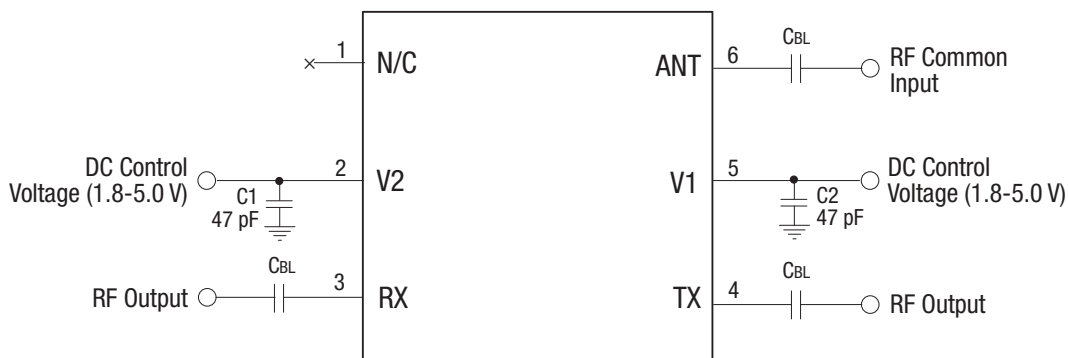 1
N/C
DC Control
Voltage (1.8-5.0 V)
2
V2
C1
47 pF
CBL
RF Output
3
RX
ANT
6
CBL
RF Common
Input
V1
5
DC Control
Voltage (1.8-5.0 V)
C2
47 pF
CBL
TX
4
RF Output